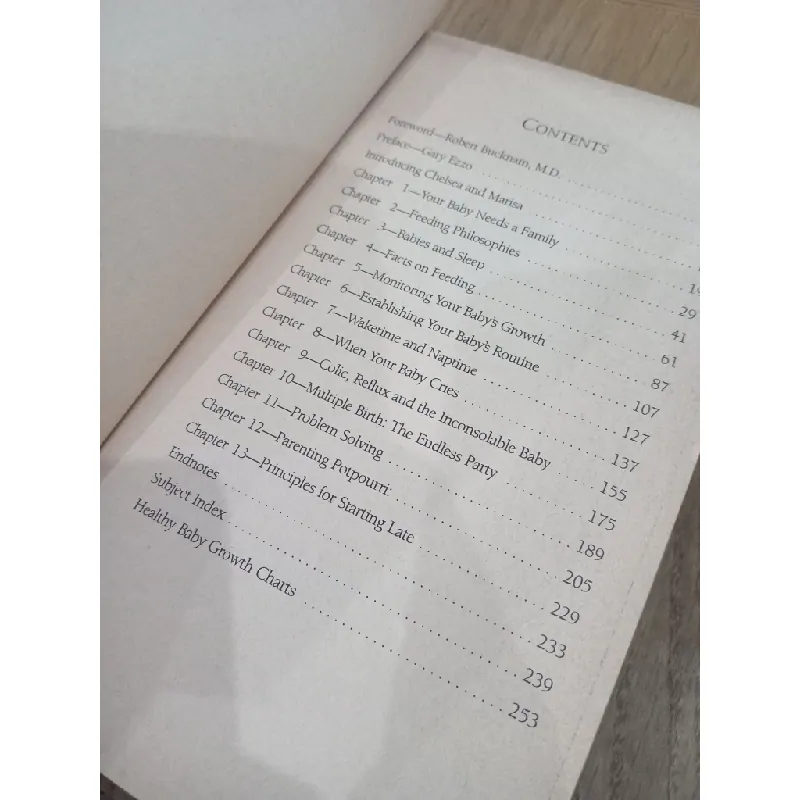 CONTENTS
Foreword—Robert Bucknam, M.D.
Preface—Gary Ezzo
Introducing Chelsea and Marisa
Chapter 1—Your Baby Needs a Family
Chapter 2—Feeding Philosophies 29
Chapter 3—Babies and Sleep 41
Chapter 4—Facts on Feeding 61
Chapter 5—Monitoring Your Baby's Growth 87
Chapter 6—Establishing Your Baby's Routine 107
Chapter 7—Waketime and Naptime 127
Chapter 8—When Your Baby Cries 137
Chapter 9—Colic, Reflux and the Inconsolable Baby 155
Chapter 10—Multiple Birth: The Endless Party 175
Chapter 11—Problem Solving 189
Chapter 12—Parenting Potpourri 205
Chapter 13—Principles for Starting Late 229
Endnotes 233
Subject Index 239
Healthy Baby Growth Charts 253